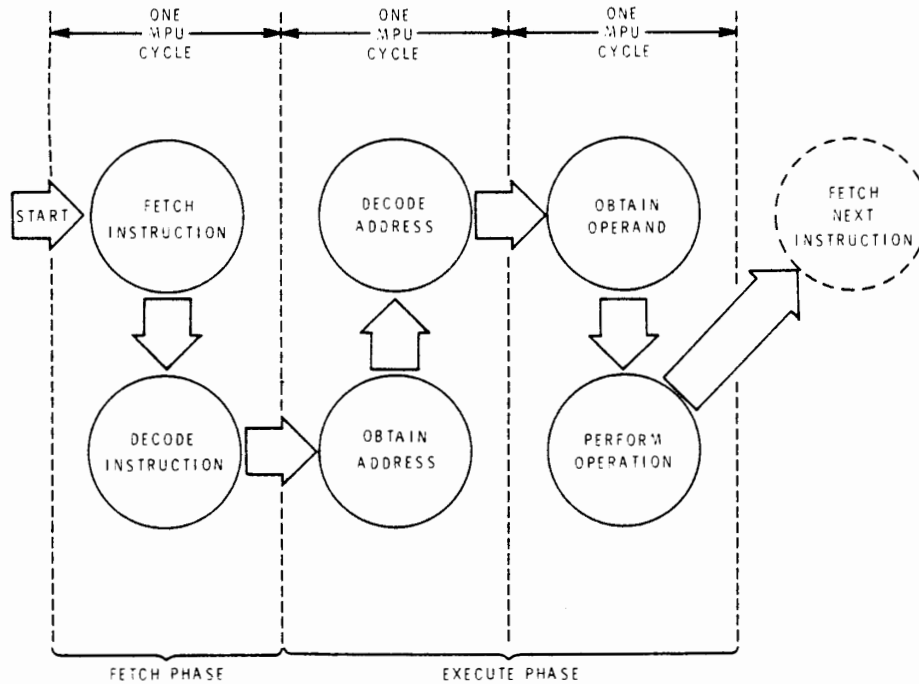 ONE
MPU
CYCLE
ONE
MPU
CYCLE
ONE
MPU
CYCLE
START
FETCH
INSTRUCTION
DECODE
INSTRUCTION
OBTAIN
ADDRESS
DECODE
ADDRESS
OBTAIN
OPERAND
PERFORM
OPERATION
FETCH
NEXT
INSTRUCTION
FETCH PHASE
EXECUTE PHASE